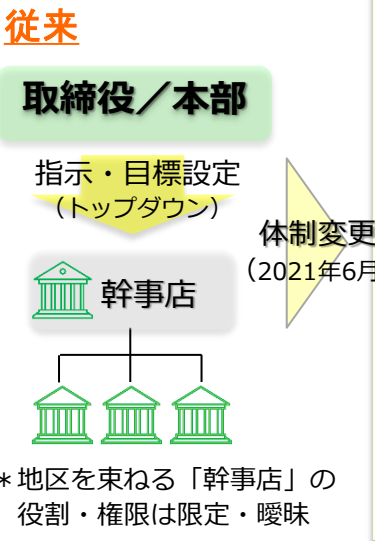 従来
取締役／本部
指示・目標設定
（トップダウン）
体制変更
（2021年6月
幹事店
＊地区を束ねる「幹事店」の
役割・権限は限定・曖昧